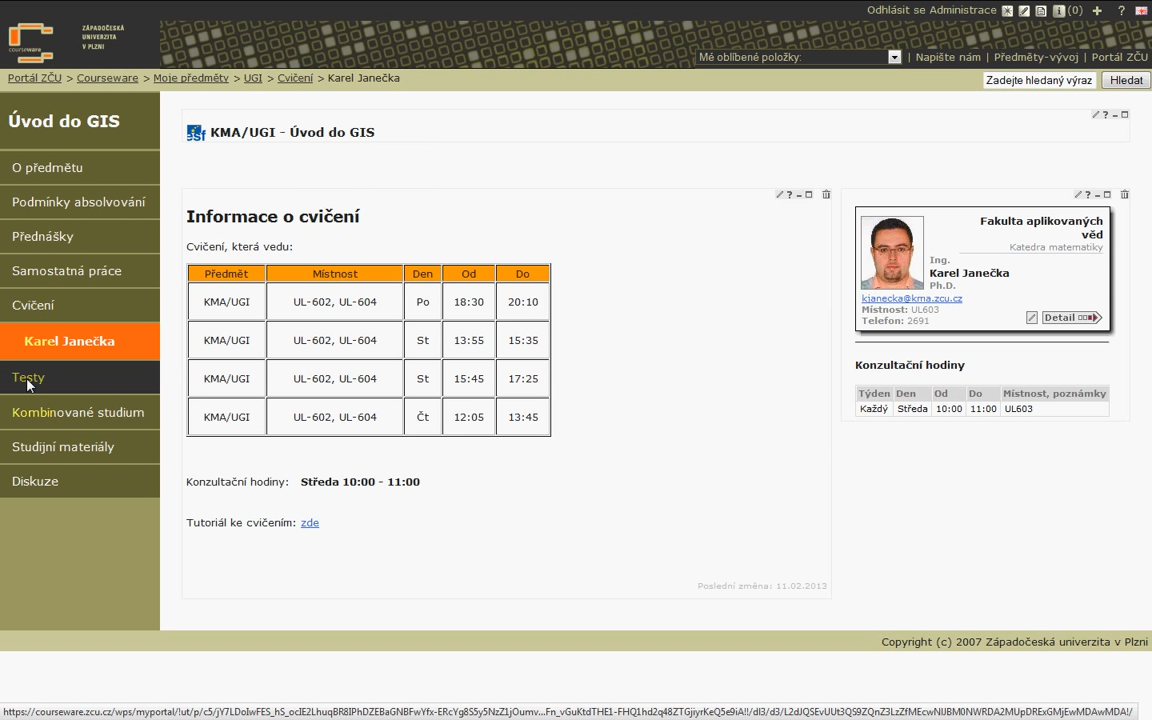 Odhlásit se Administrace (0) + ?
courseware
ZÁPADOČESKÁ
UNIVERZITA
V PLZNI
Mé oblíbené položky: | Napište nám | Předměty-vývoj | Portál ZČU
Portál ZČU > Courseware > Moje předměty > UGI > Cvičení > Karel Janečka
Zadejte hledaný výraz Hledat
Úvod do GIS
O předmětu
Podmínky absolvování
Přednášky
Samostatná práce
Cvičení
Karel Janečka
Testy
Kombinované studium
Studijní materiály
Diskuze
esf KMA/UGI - Úvod do GIS
Informace o cvičení
Cvičení, která vedu:
Předmět Místnost Den Od Do
KMA/UGI UL-602, UL-604 Po 18:30 20:10
KMA/UGI UL-602, UL-604 St 13:55 15:35
KMA/UGI UL-602, UL-604 St 15:45 17:25
KMA/UGI UL-602, UL-604 Čt 12:05 13:45
Konzultační hodiny: Středa 10:00 - 11:00
Tutoriál ke cvičením: zde
Poslední změna: 11.02.2013
Fakulta aplikovaných
věd
Katedra matematiky
Ing.
Karel Janečka
Ph.D.
kjanecka@kma.zcu.cz
Místnost: UL603
Telefon: 2691
Detail
Konzultační hodiny
Týden Den Od Do Místnost, poznámky
Každý Středa 10:00 11:00 UL603
Copyright (c) 2007 Západočeská univerzita v Plzni